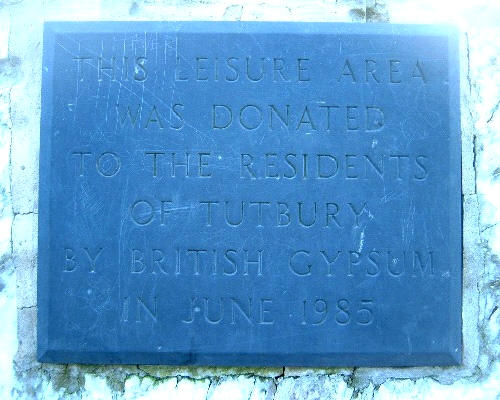 THIS LEISURE AREA
WAS DONATED
TO THE RESIDENTS
OF TUTBURY
BY BRITISH GYPSUM
IN JUNE 1985